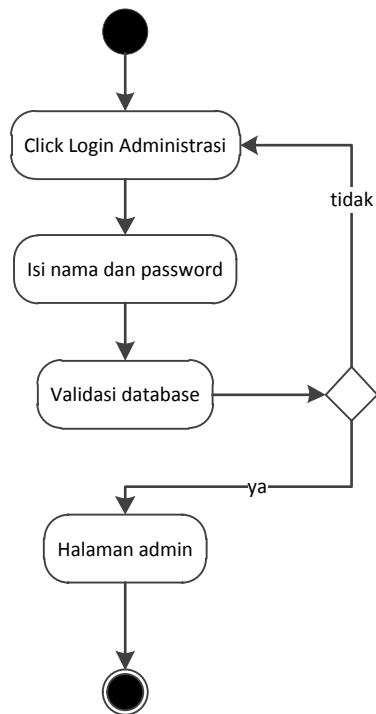 Click Login Administrasi
tidak
Isi nama dan password
Validasi database
ya
Halaman admin